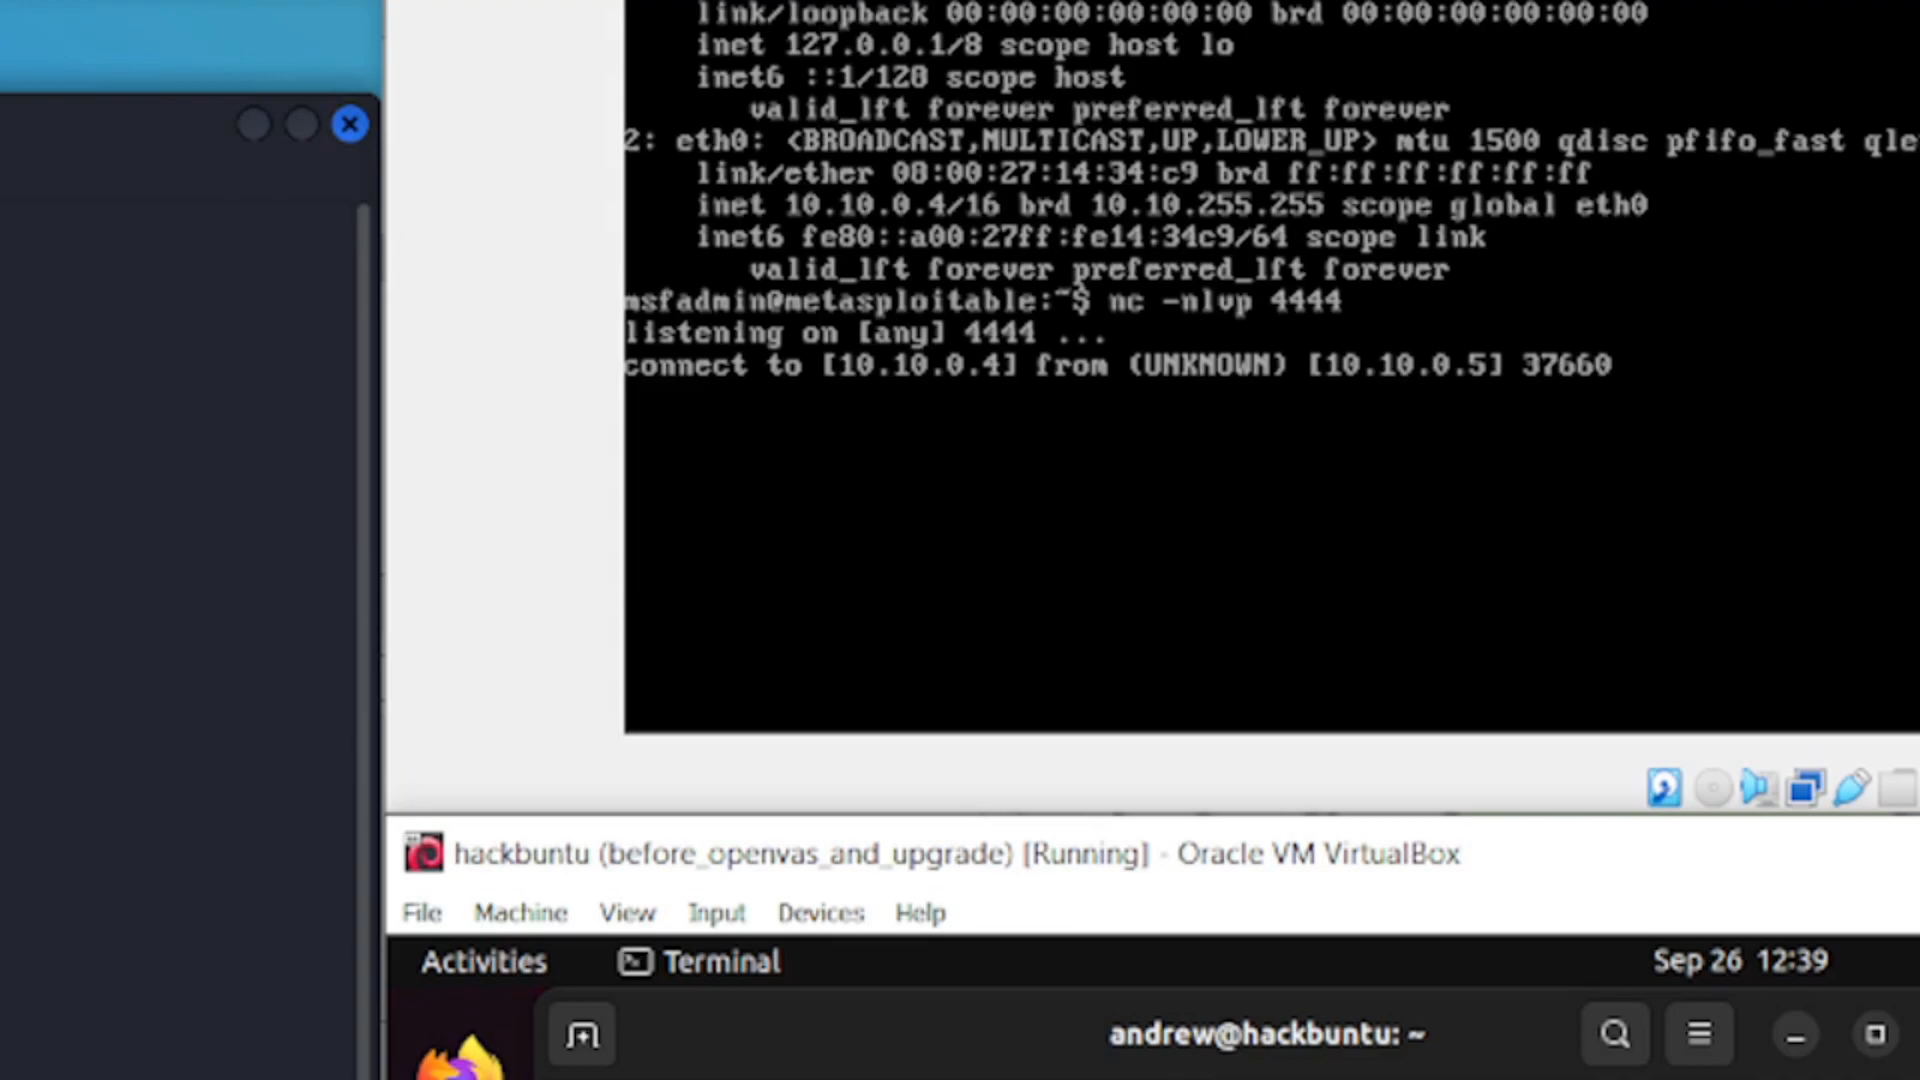 link/loopback 00:00:00:00:00:00 brd 00:00:00:00:00:00
inet 127.0.0.1/8 scope host lo
inet6 ::1/128 scope host
valid_lft forever preferred_lft forever
2: eth0: <BROADCAST,MULTICAST,UP,LOWER_UP> mtu 1500 qdisc pfifo_fast qle
link/ether 08:00:27:14:34:c9 brd ff:ff:ff:ff:ff:ff
inet 10.10.0.4/16 brd 10.10.255.255 scope global eth0
inet6 fe80::a00:27ff:fe14:34c9/64 scope link
valid_lft forever preferred_lft forever
msfadmin@metasploitable:~$ nc -nlvp 4444
listening on [any] 4444 ...
connect to [10.10.0.4] from (UNKNOWN) [10.10.0.5] 37660
hackbuntu (before_openvas_and_upgrade) [Running] - Oracle VM VirtualBox
File Machine View Input Devices Help
Activities Terminal Sep 26 12:39
andrew@hackbuntu: ~